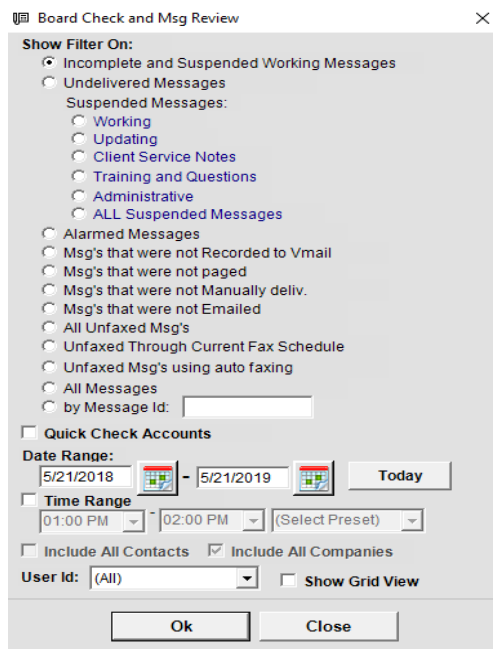 Board Check and Msg Review
Show Filter On:
Incomplete and Suspended Working Messages
Undelivered Messages
Suspended Messages:
Working
Updating
Client Service Notes
Training and Questions
Administrative
ALL Suspended Messages
Alarmed Messages
Msg's that were not Recorded to Vmail
Msg's that were not paged
Msg's that were not Manually deliv.
Msg's that were not Emailed
All Unfaxed Msg's
Unfaxed Through Current Fax Schedule
Unfaxed Msg's using auto faxing
All Messages
by Message Id:
Quick Check Accounts
Date Range:
5/21/2018 - 5/21/2019 Today
Time Range
01:00 PM - 02:00 PM (Select Preset)
Include All Contacts Include All Companies
User Id: (All) Show Grid View
Ok Close